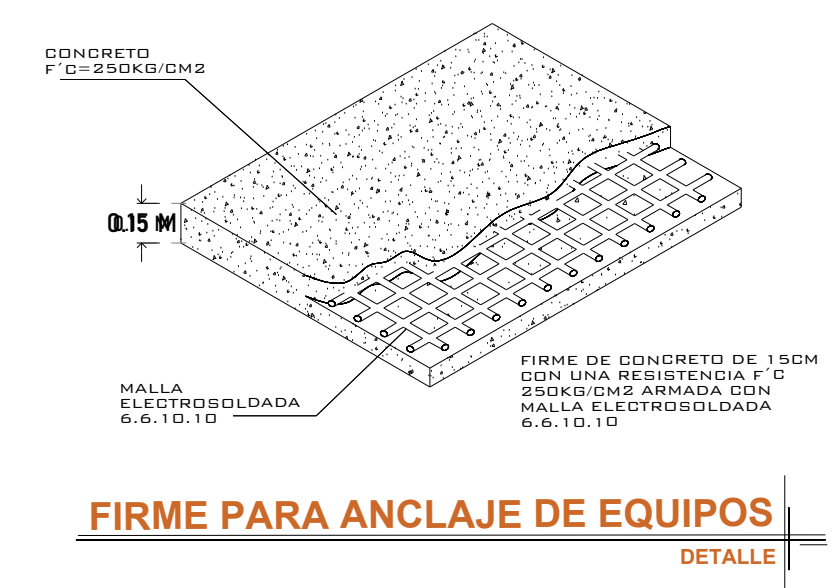 CONCRETO
F´C=250KG/CM2
0.15 M
MALLA
ELECTROSOLDADA
6.6.10.10
FIRME DE CONCRETO DE 15CM
CON UNA RESISTENCIA F´C
250KG/CM2 ARMADA CON
MALLA ELECTROSOLDADA
6.6.10.10
FIRME PARA ANCLAJE DE EQUIPOS
DETALLE